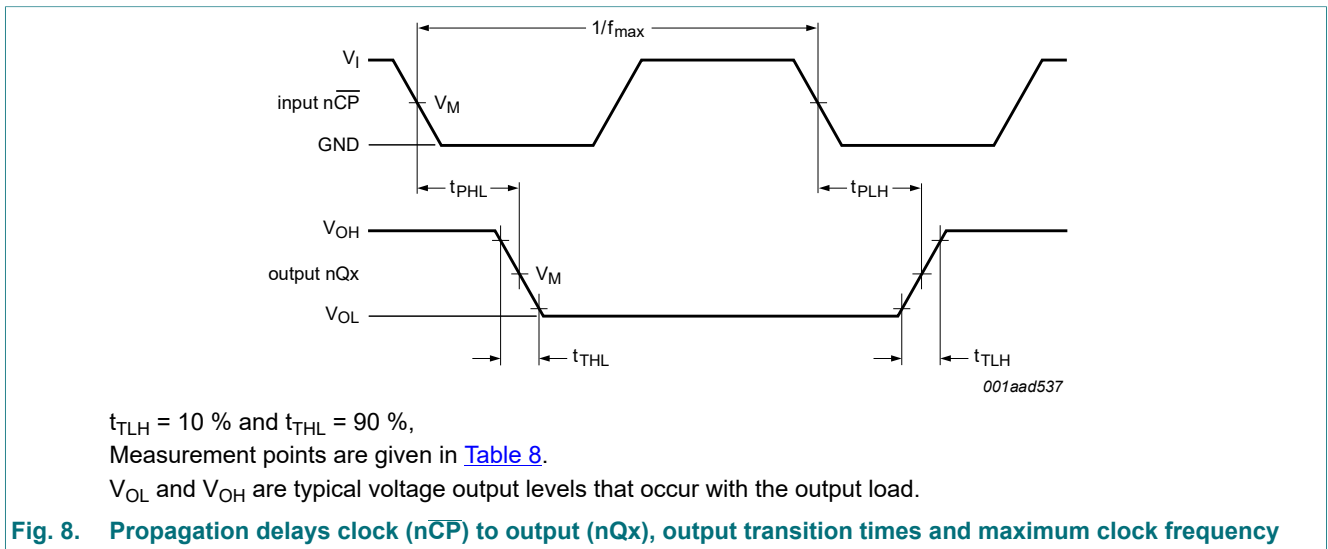 1/fmax
VI
input nC̅P̅
VM
GND
tPHL
tPLH
VOH
output nQx
VM
VOL
tTHL
tTLH
001aad537
tTLH = 10 % and tTHL = 90 %,
Measurement points are given in Table 8.
VOL and VOH are typical voltage output levels that occur with the output load.
Fig. 8. Propagation delays clock (nC̅P̅) to output (nQx), output transition times and maximum clock frequency